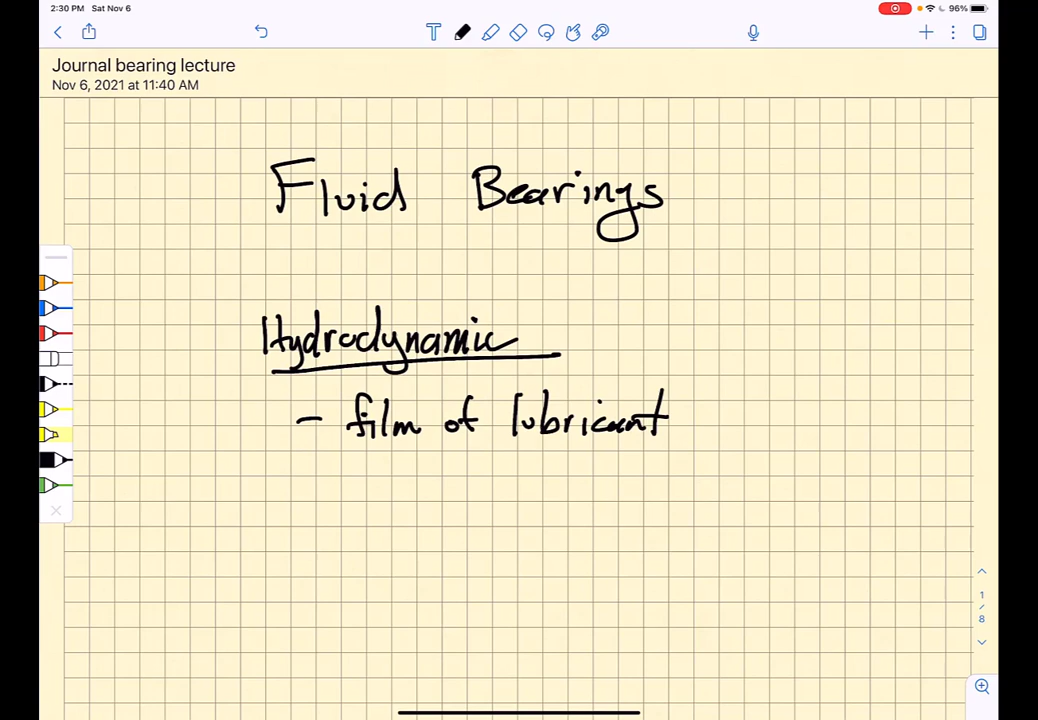 2:30 PM Sat Nov 6
96%
T
Journal bearing lecture
Nov 6, 2021 at 11:40 AM
Fluid Bearings
Hydrodynamic
- film of lubricant
1
/
8